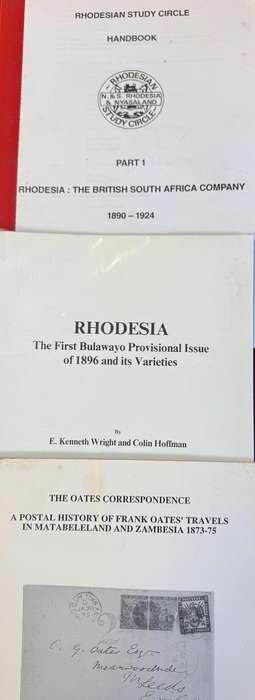 RHODESIAN STUDY CIRCLE
HANDBOOK
RHODESIAN
N. & S. RHODESIA
& NYASALAND
STUDY CIRCLE
PART 1
RHODESIA : THE BRITISH SOUTH AFRICA COMPANY
1890 – 1924
RHODESIA
The First Bulawayo Provisional Issue
of 1896 and its Varieties
By
E. Kenneth Wright and Colin Hoffman
THE OATES CORRESPONDENCE
A POSTAL HISTORY OF FRANK OATES' TRAVELS
IN MATABELELAND AND ZAMBESIA 1873-75
C. G. Oates Esq
Meanwoodside
Leeds